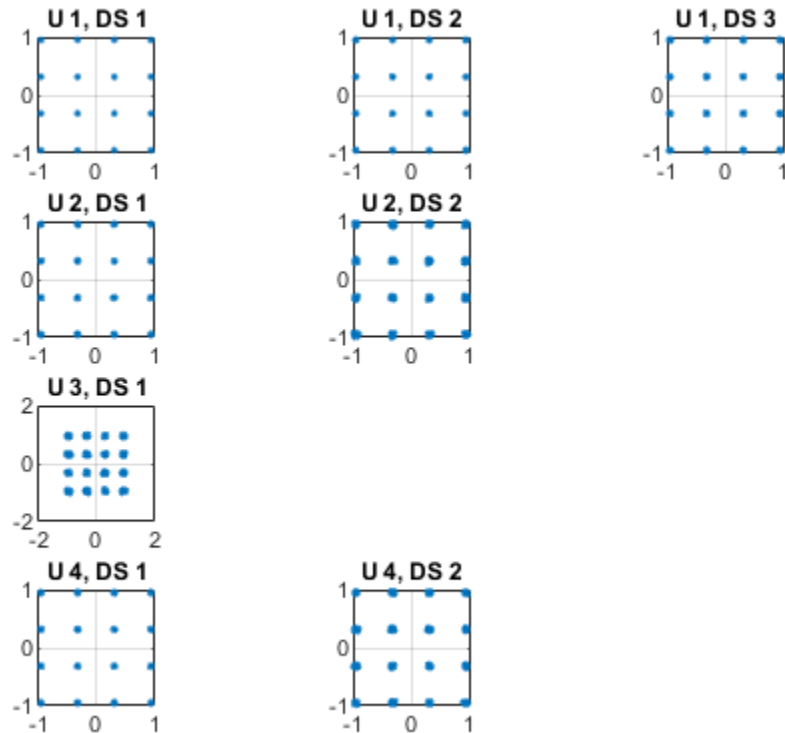 U 1, DS 1
U 1, DS 2
U 1, DS 3
1
0
-1
-1 0 1
1
0
-1
-1 0 1
1
0
-1
-1 0 1
U 2, DS 1
U 2, DS 2
1
0
-1
-1 0 1
1
0
-1
-1 0 1
U 3, DS 1
2
0
-2
-2 0 2
U 4, DS 1
U 4, DS 2
1
0
-1
-1 0 1
1
0
-1
-1 0 1